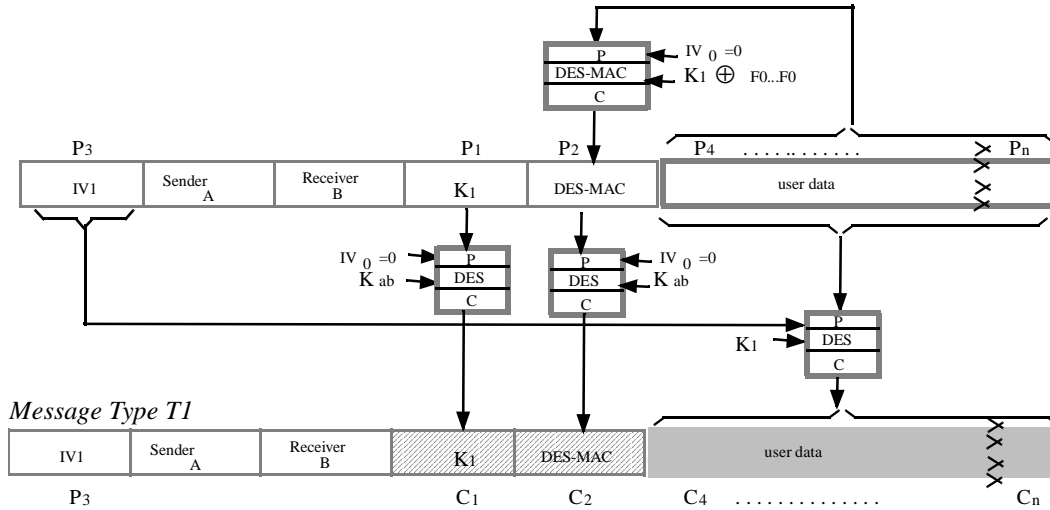 P
IV 0 =0
DES-MAC
K1 ⊕ F0...F0
C
P3 P1 P2 P4 . . . . . . . . . . . . Pn
IV1
Sender A
Receiver B
K1
DES-MAC
user data
IV 0 =0
P
K ab
DES
C
P
IV 0 =0
DES
K ab
C
P
K1
DES
C
Message Type T1
IV1
Sender A
Receiver B
K1
DES-MAC
user data
P3 C1 C2 C4 . . . . . . . . . . . . . . . Cn